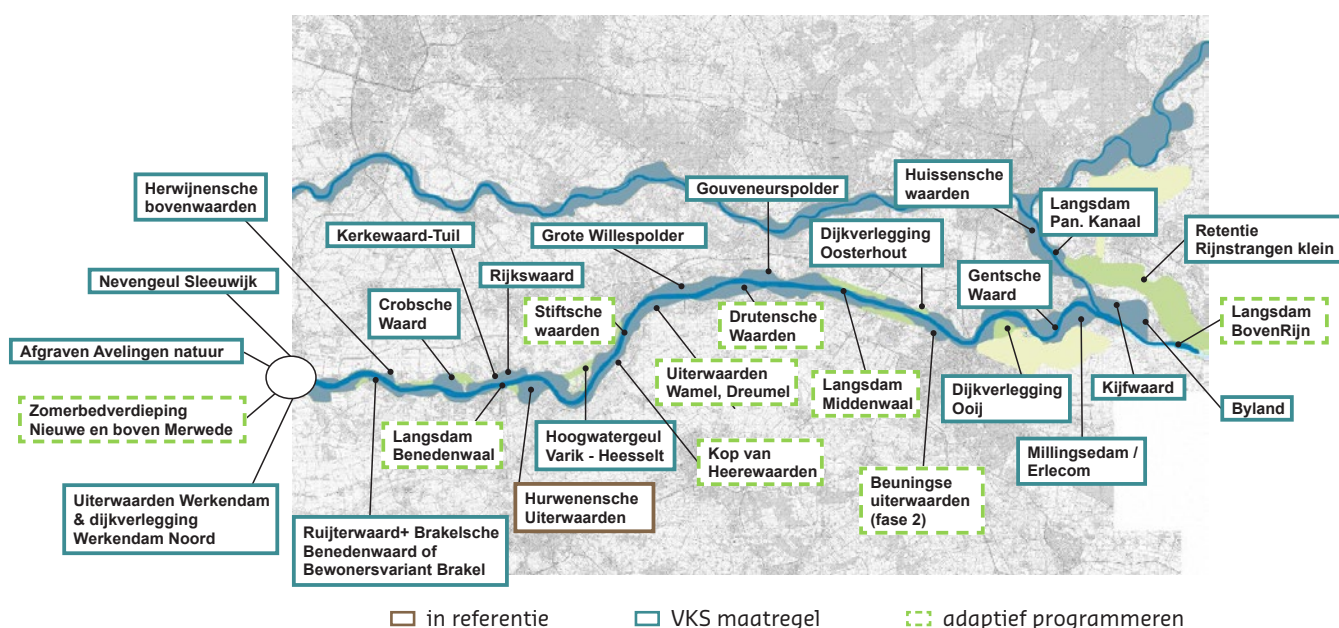 Herwijnensche
bovenwaarden
Nevengeul Sleeuwijk
Afgraven Avelingen natuur
Zomerbedverdieping
Nieuwe en boven Merwede
Uiterwaarden Werkendam
& dijkverlegging
Werkendam Noord
Kerkewaard-Tuil
Crobsche
Waard
Rijkswaard
Grote Willespolder
Gouveneurspolder
Stiftsche
waarden
Drutensche
Waarden
Uiterwaarden
Wamel, Dreumel
Dijkverlegging
Oosterhout
Huissensche
waarden
Langsdam
Pan. Kanaal
Retentie
Rijnstrangen klein
Gentsche
Waard
Langsdam
BovenRijn
Ruijterwaard+ Brakelsche
Benedenwaard of
Bewonersvariant Brakel
Langsdam
Benedenwaal
Hurwenensche
Uiterwaarden
Hoogwatergeul
Varik - Heesselt
Kop van
Heerewaarden
Langsdam
Middenwaal
Beuningse
uiterwaarden
(fase 2)
Dijkverlegging
Ooij
Millingsedam /
Erlecom
Kijfwaard
Byland
in referentie
VKS maatregel
adaptief programmeren